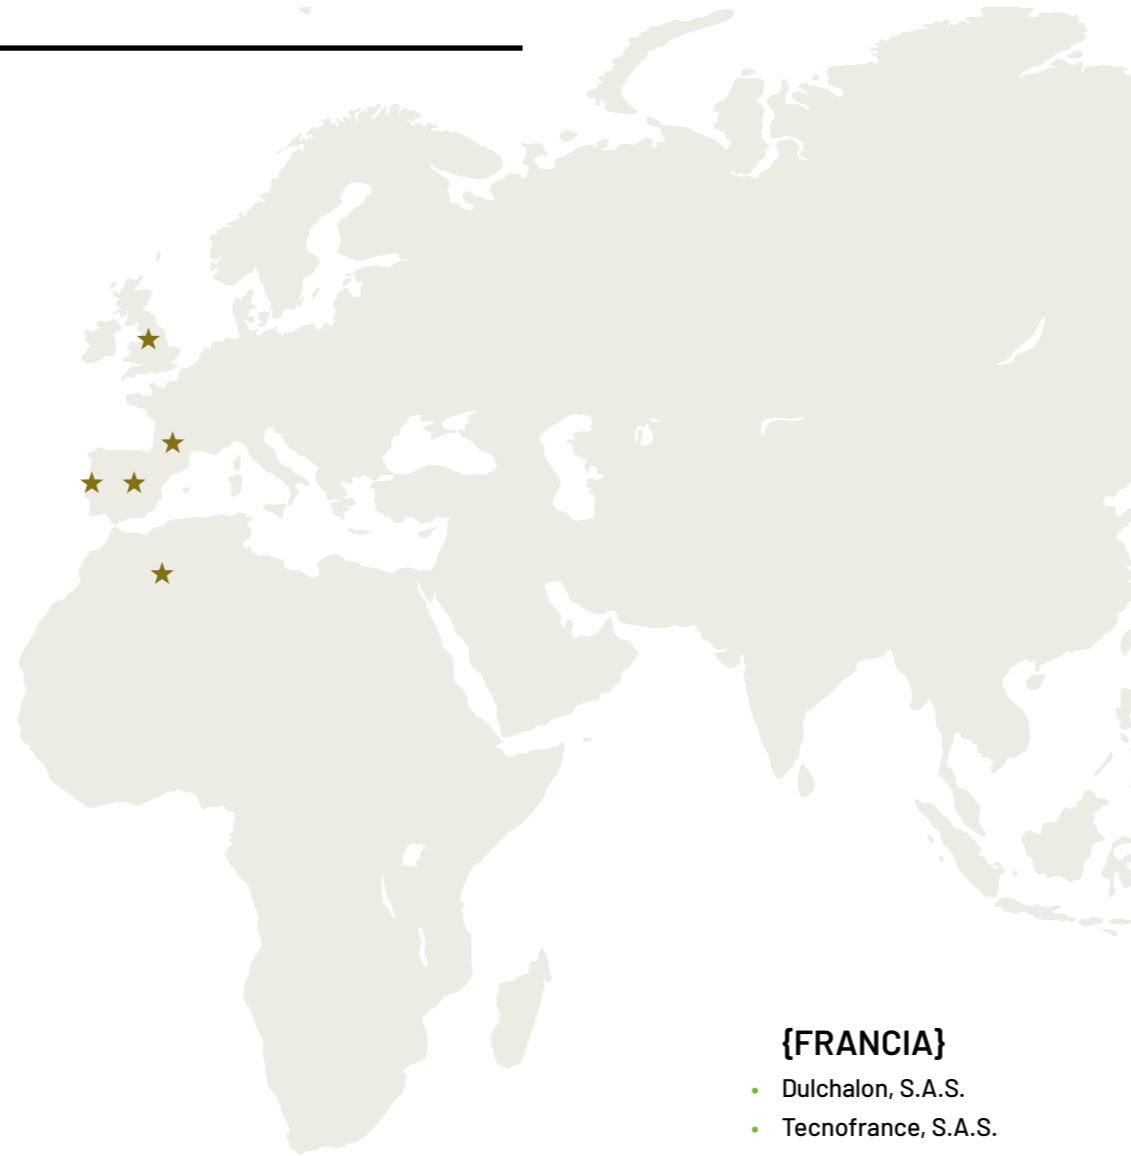 {FRANCIA}
• Dulchalon, S.A.S.
• Tecnofrance, S.A.S.